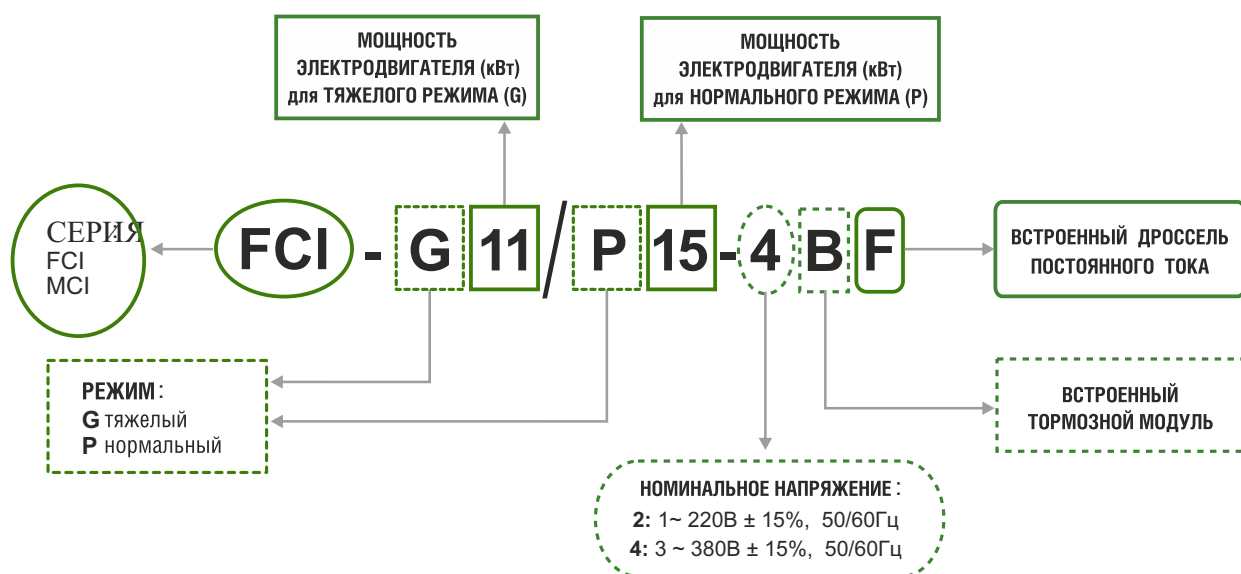 МОЩНОСТЬ
ЭЛЕКТРОДВИГАТЕЛЯ (кВт)
для ТЯЖЕЛОГО РЕЖИМА (G)
МОЩНОСТЬ
ЭЛЕКТРОДВИГАТЕЛЯ (кВт)
для НОРМАЛЬНОГО РЕЖИМА (P)
СЕРИЯ
FCI
MCI
FCI - G 11 / P 15 - 4 B F
ВСТРОЕННЫЙ ДРОССЕЛЬ
ПОСТОЯННОГО ТОКА
РЕЖИМ:
G тяжелый
P нормальный
ВСТРОЕННЫЙ
ТОРМОЗНОЙ МОДУЛЬ
НОМИНАЛЬНОЕ НАПРЯЖЕНИЕ:
2: 1~ 220В ± 15%, 50/60Гц
4: 3 ~ 380В ± 15%, 50/60Гц